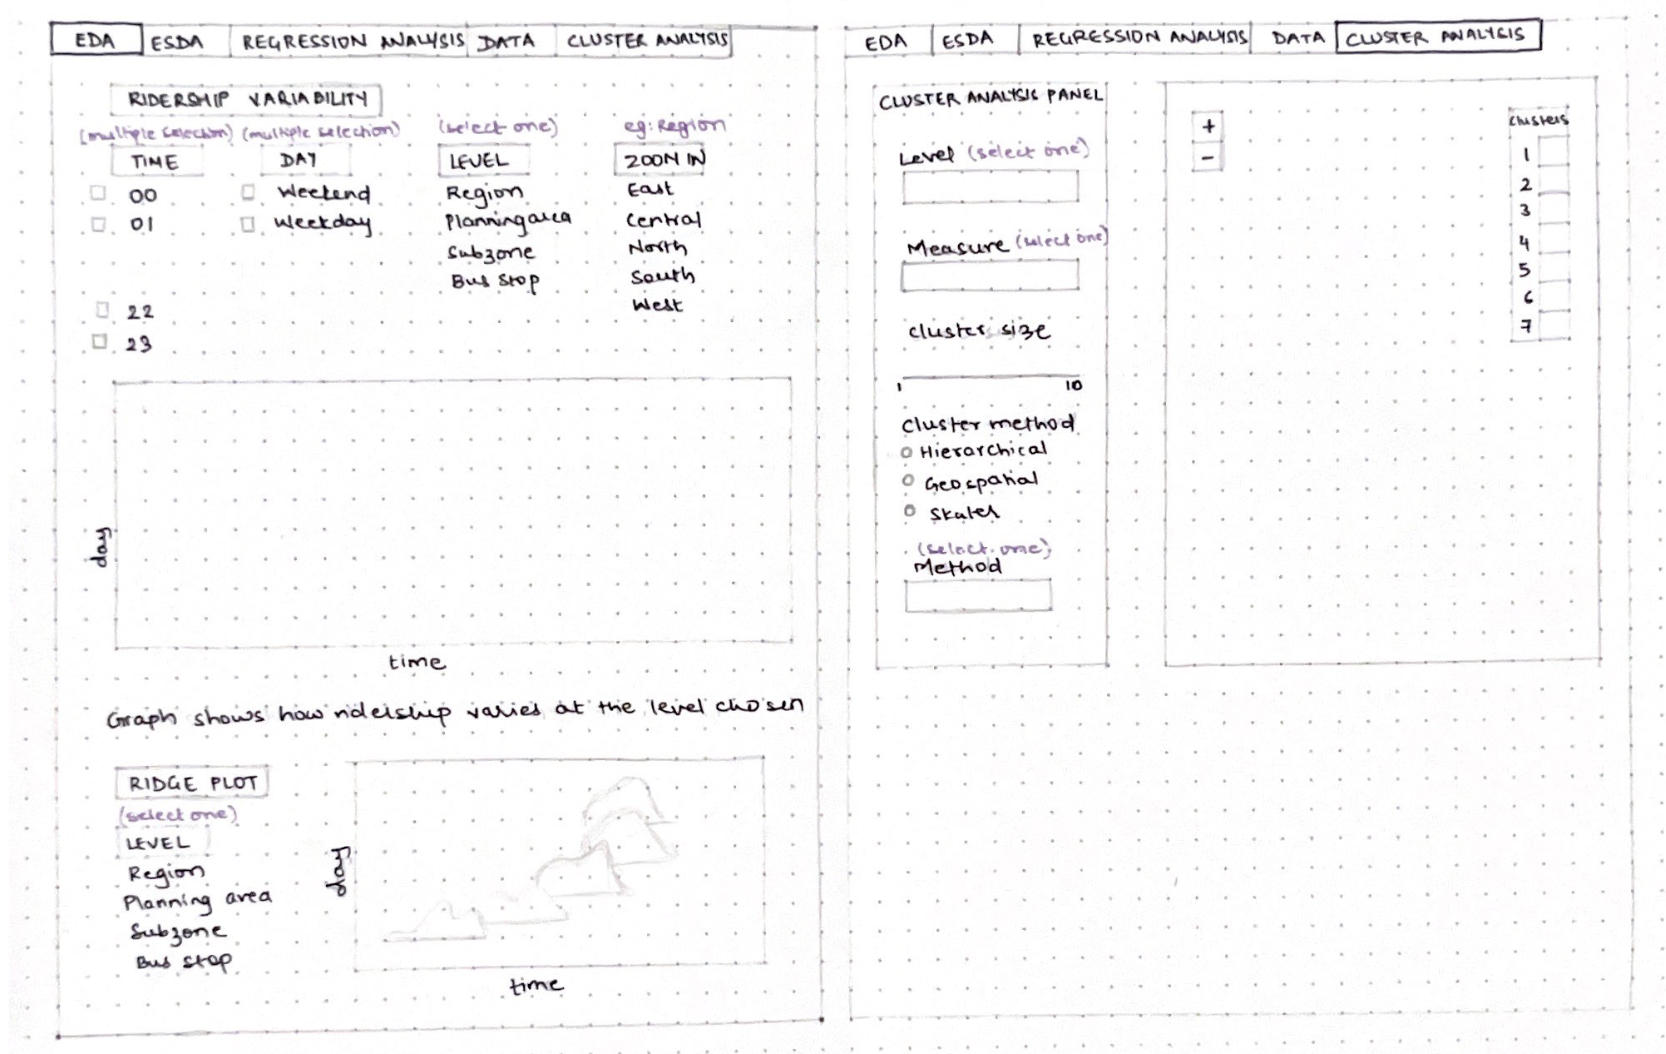 EDA ESDA REGRESSION ANALYSIS DATA CLUSTER ANALYSIS
RIDERSHIP VARIABILITY
(multiple selection) (multiple selection) (select one) eg: Region
TIME DAY LEVEL ZOOM IN
00 Weekend Region East
01 Weekday Planning area Central
Subzone North
Bus Stop South
22 West
23
day
time
Graph shows how ridership varies at the level chosen
RIDGE PLOT
(select one)
LEVEL
Region
Planning area
Subzone
Bus Stop
day
time
EDA ESDA REGRESSION ANALYSIS DATA CLUSTER ANALYSIS
CLUSTER ANALYSIS PANEL
Level (select one)
Measure (select one)
cluster size
1 10
Cluster method
Hierarchical
Geospatial
Skater
(select one)
Method
+
-
clusters
1
2
3
4
5
6
7